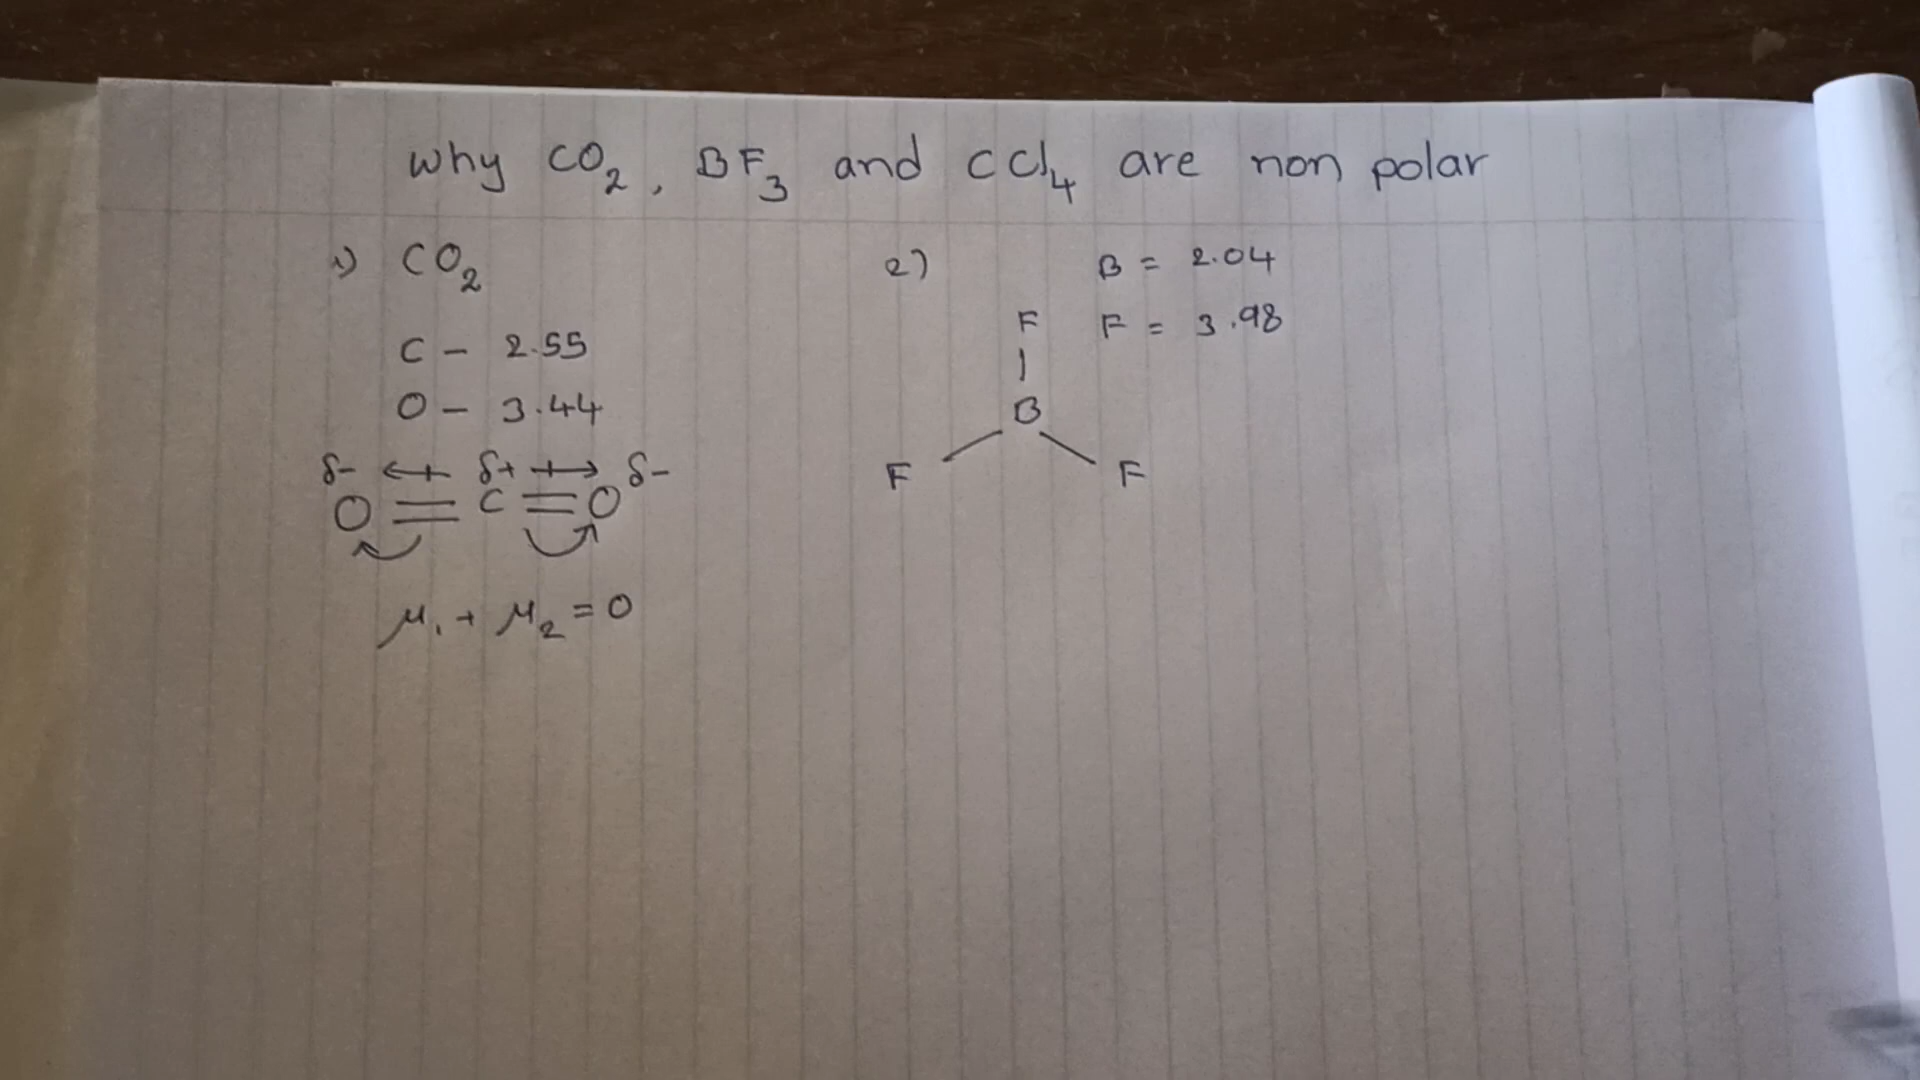 why CO₂, BF₃ and CCl₄ are non polar
1) CO₂
C – 2.55
O – 3.44
δ- δ+ δ-
O = C = O
μ₁ + μ₂ = 0
2)
B = 2.04
F = 3.98
F
B
F F